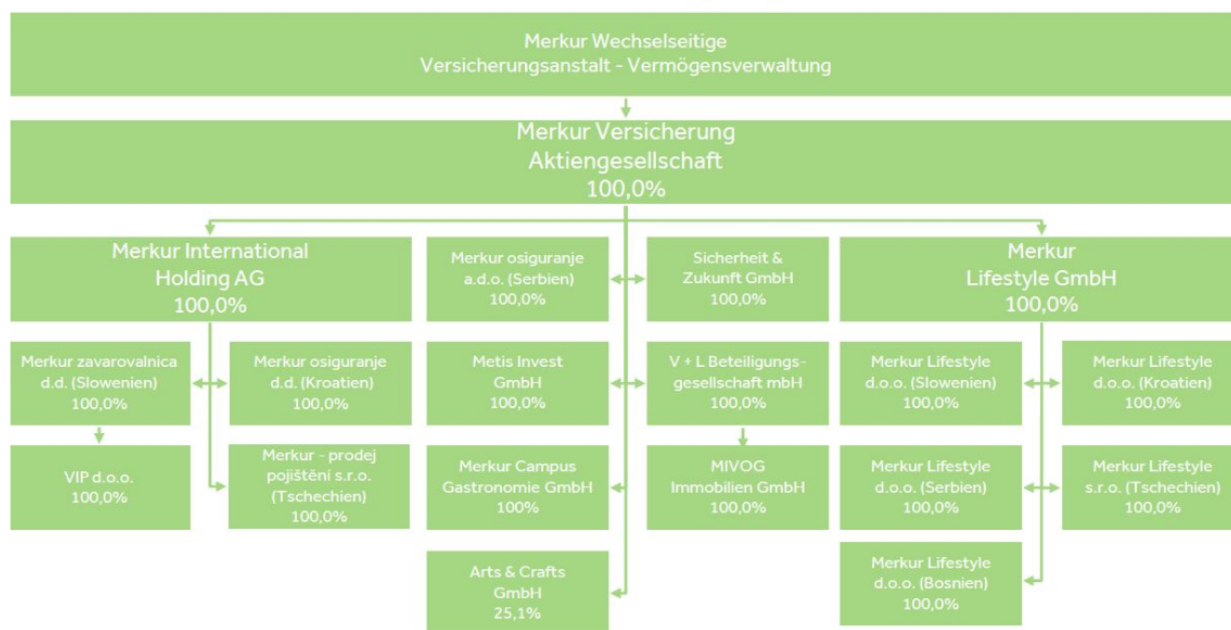 Merkur Wechselseitige
Versicherungsanstalt - Vermögensverwaltung
Merkur Versicherung
Aktiengesellschaft
100,0%
Merkur International
Holding AG
100,0%
Merkur osiguranje
a.d.o. (Serbien)
100,0%
Sicherheit &
Zukunft GmbH
100,0%
Merkur
Lifestyle GmbH
100,0%
Merkur zavarovalnica
d.d. (Slowenien)
100,0%
Merkur osiguranje
d.d. (Kroatien)
100,0%
Metis Invest
GmbH
100,0%
V + L Beteiligungs-
gesellschaft mbH
100,0%
Merkur Lifestyle
d.o.o. (Slowenien)
100,0%
Merkur Lifestyle
d.o.o. (Kroatien)
100,0%
VIP d.o.o.
100,0%
Merkur - prodej
pojištění s.r.o.
(Tschechien)
100,0%
Merkur Campus
Gastronomie GmbH
100%
MIVOG
Immobilien GmbH
100,0%
Merkur Lifestyle
d.o.o. (Serbien)
100,0%
Merkur Lifestyle
s.r.o. (Tschechien)
100,0%
Arts & Crafts
GmbH
25,1%
Merkur Lifestyle
d.o.o. (Bosnien)
100,0%